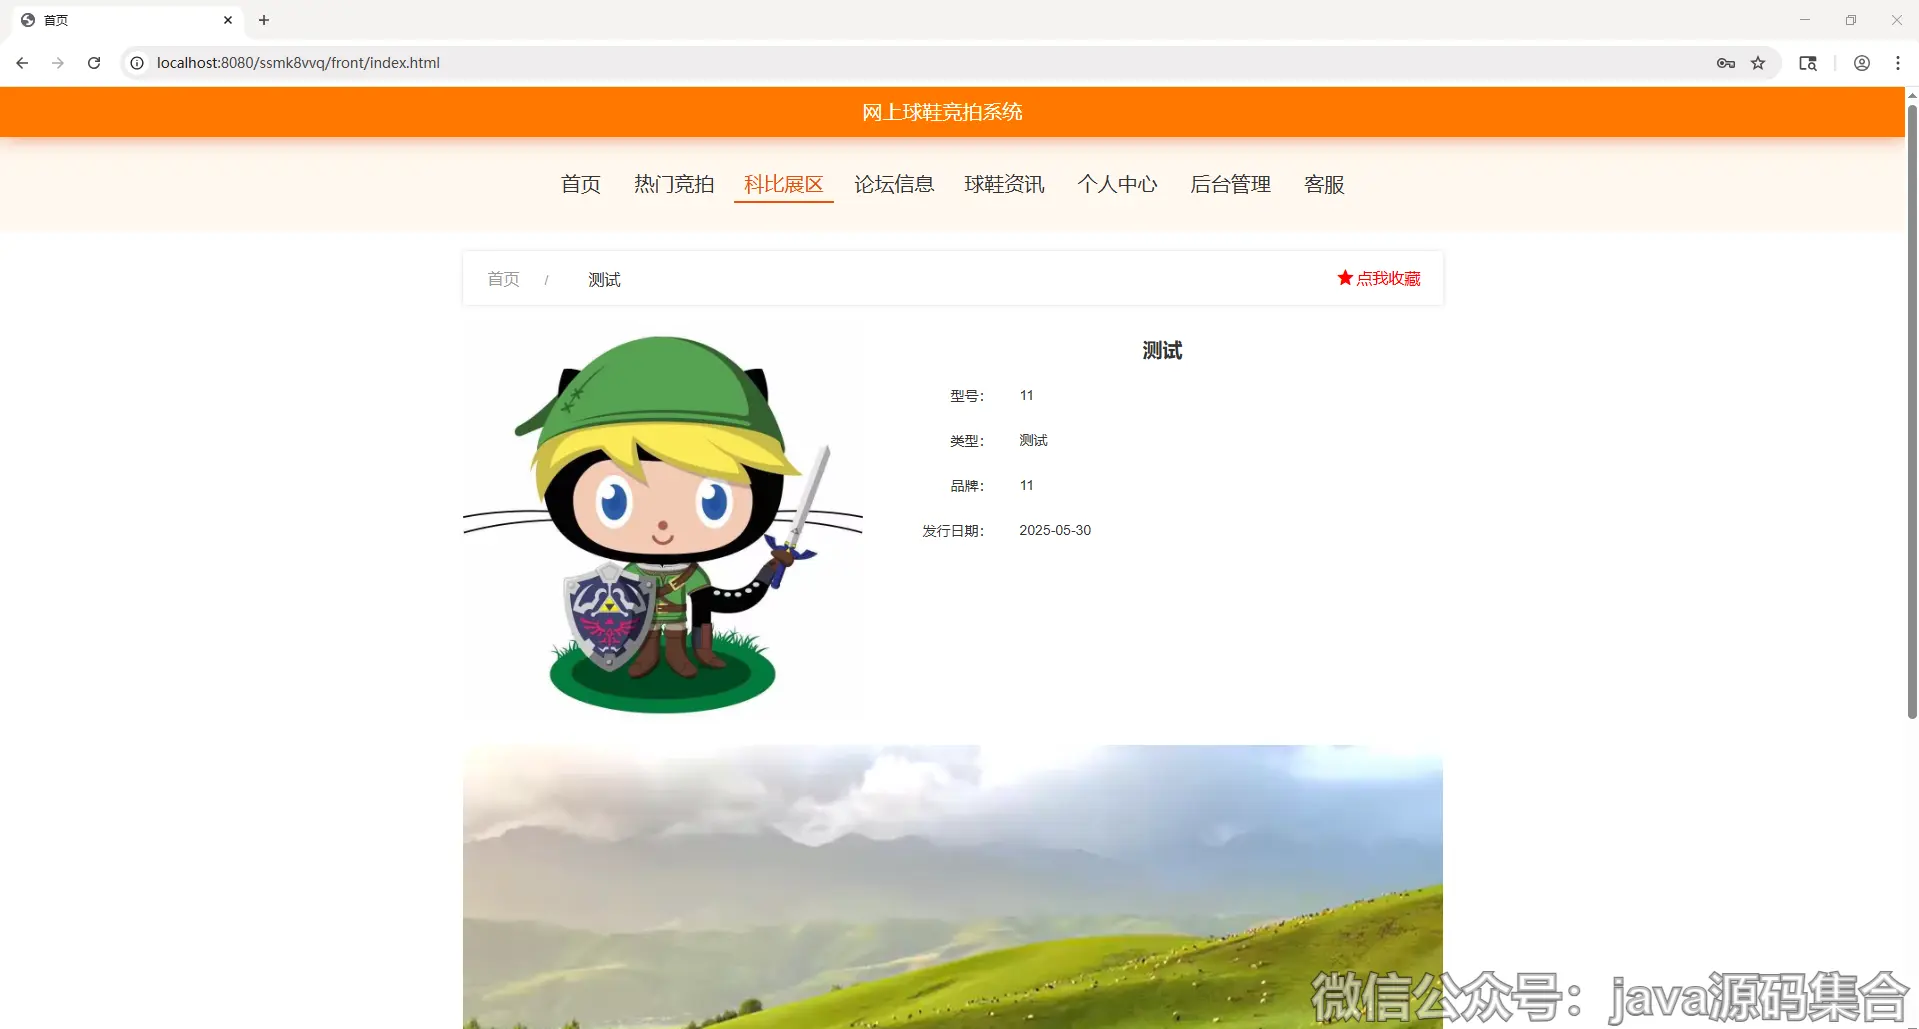 首页
localhost:8080/ssmk8vvq/front/index.html
网上球鞋竞拍系统
首页 热门竞拍 科比展区 论坛信息 球鞋资讯 个人中心 后台管理 客服
首页 / 测试 ★点我收藏
测试
型号： 11
类型： 测试
品牌： 11
发行日期： 2025-05-30
微信公众号：java源码集合